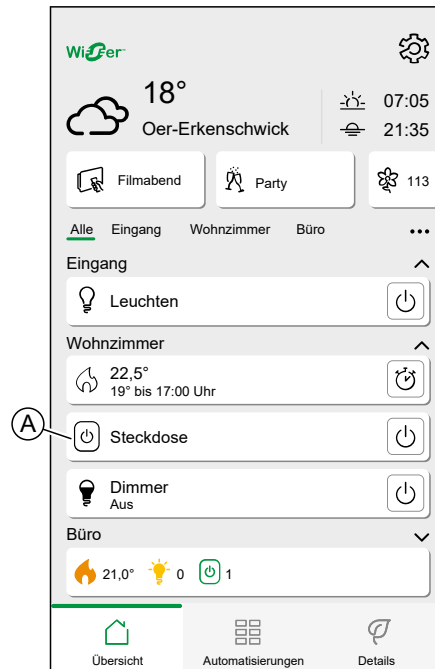 Wiser
18°
Oer-Erkenschwick
07:05
21:35
Filmabend
Party
113
Alle Eingang Wohnzimmer Büro •••
Eingang
Leuchten
Wohnzimmer
22,5°
19° bis 17:00 Uhr
A
Steckdose
Dimmer
Aus
Büro
21,0° 0 1
Übersicht Automatisierungen Details